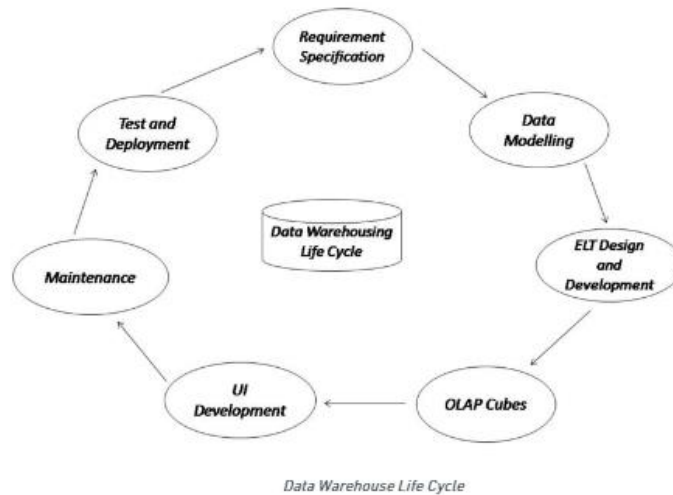 Requirement
Specification
Data
Modelling
ELT Design
and
Development
OLAP Cubes
UI
Development
Maintenance
Test and
Deployment
Data Warehousing
Life Cycle
Data Warehouse Life Cycle